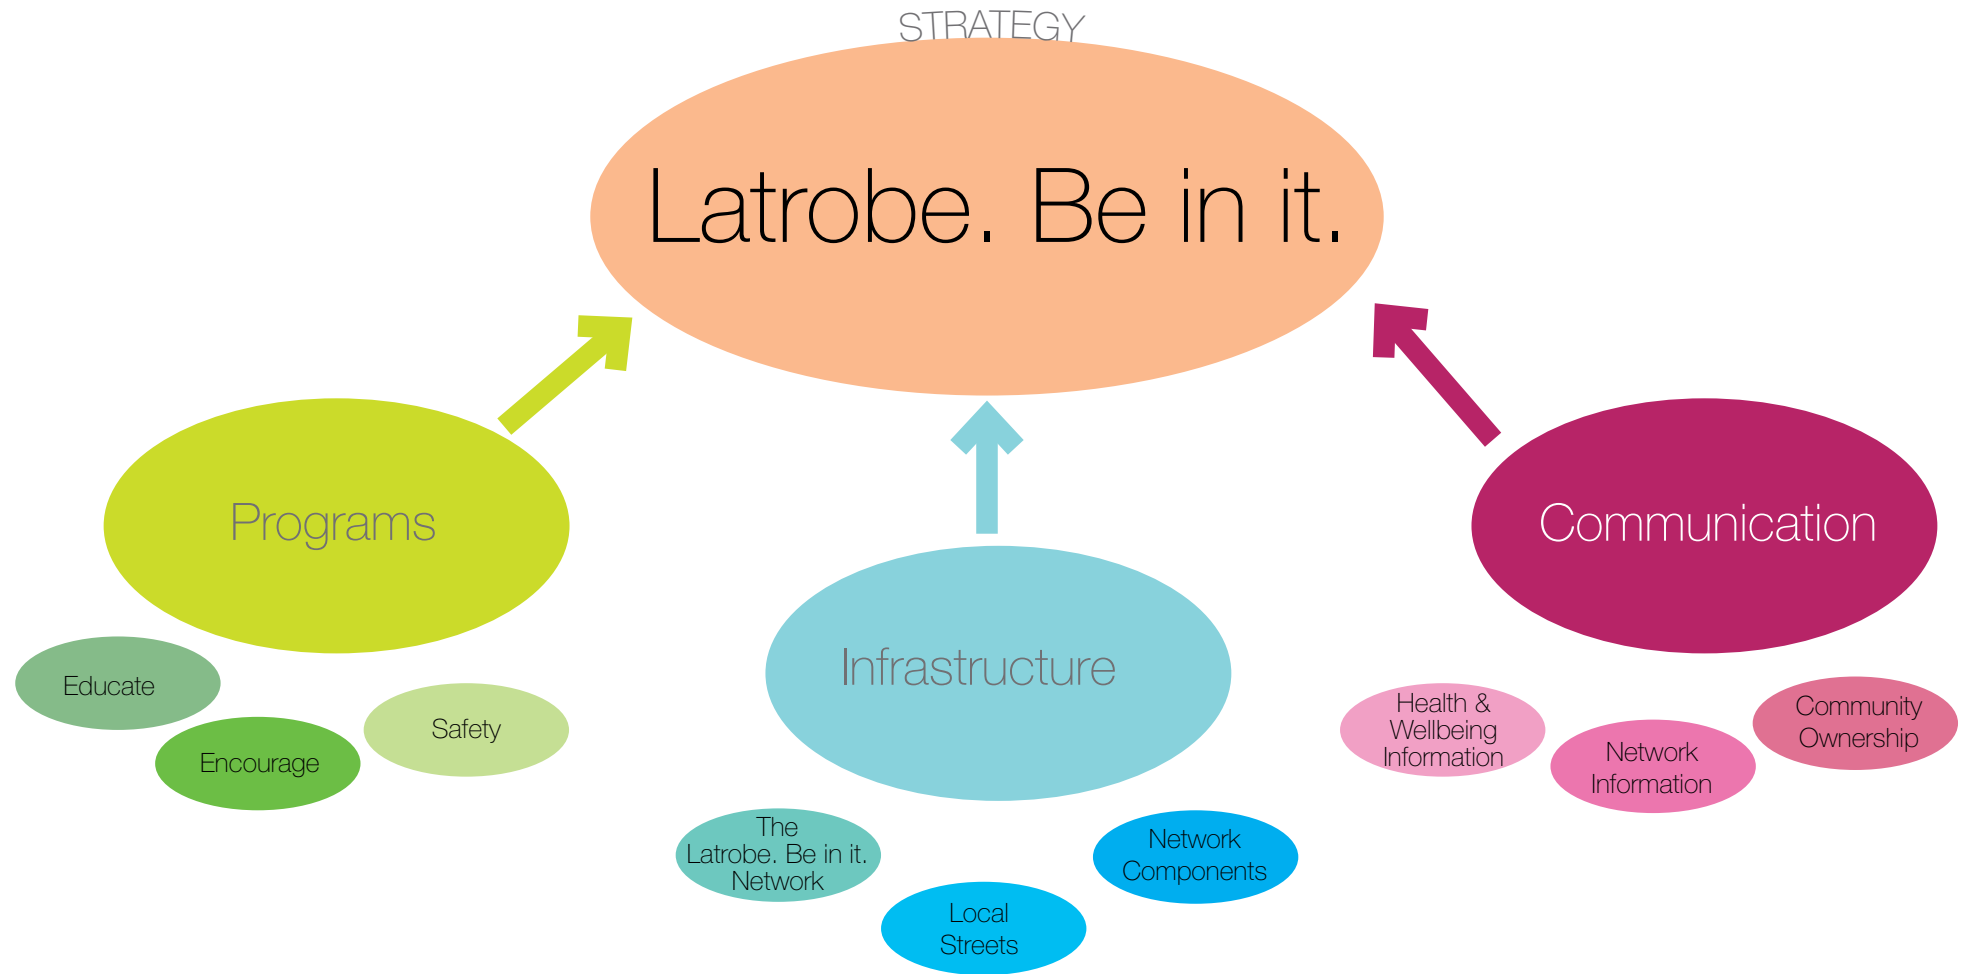 STRATEGY
Latrobe. Be in it.
Programs
Communication
Infrastructure
Educate
Encourage
Safety
The
Latrobe. Be in it.
Network
Local
Streets
Network
Components
Health &
Wellbeing
Information
Network
Information
Community
Ownership